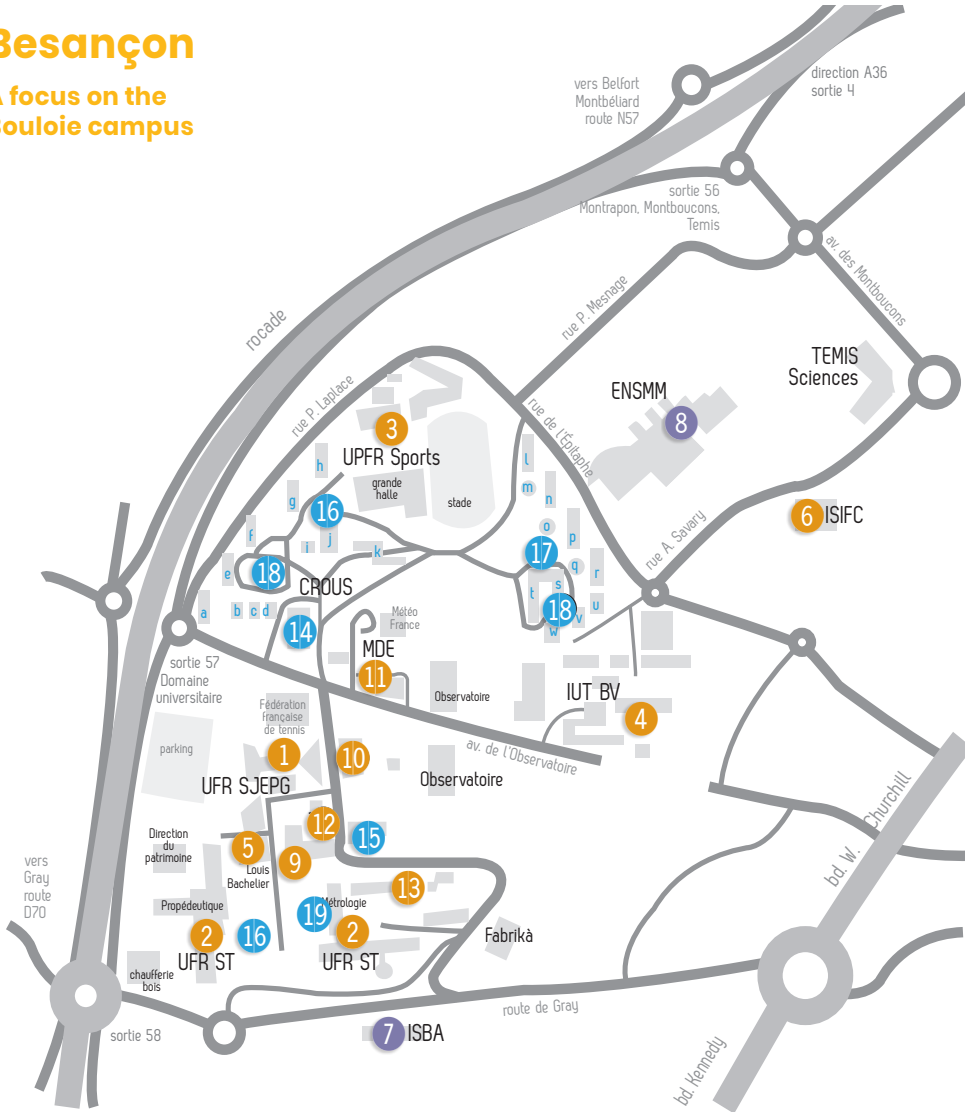 Besançon
A focus on the
Bouloie campus
vers Belfort
Montbéliard
route N57
direction A36
sortie 4
sortie 56
Montrapon, Montboucons,
Temis
av. des Montboucons
rue P. Mesnage
rocade
rue P. Laplace
TEMIS
Sciences
ENSMM
8
rue de l'Épitaphe
3
UPFR Sports
grande
halle
stade
h
g
16
f
i
j
k
l
m
n
o
p
17
q
r
s
t
18
u
v
w
6 ISIFC
rue A. Savary
e
18
CROUS
a
b
c
d
14
Météo
France
MDE
11
sortie 57
Domaine
universitaire
Observatoire
IUT BV
4
Fédération
française
de tennis
parking
1
UFR SJEPG
10
av. de l'Observatoire
Observatoire
bd. W. Churchill
12
15
Direction
du
patrimoine
5
Louis
Bachelier
9
vers
Gray
route
D70
13
Propédeutique
Métrologie
19
2
UFR ST
16
2
UFR ST
Fabrikà
chaufferie
bois
sortie 58
route de Gray
7 ISBA
bd. Kennedy